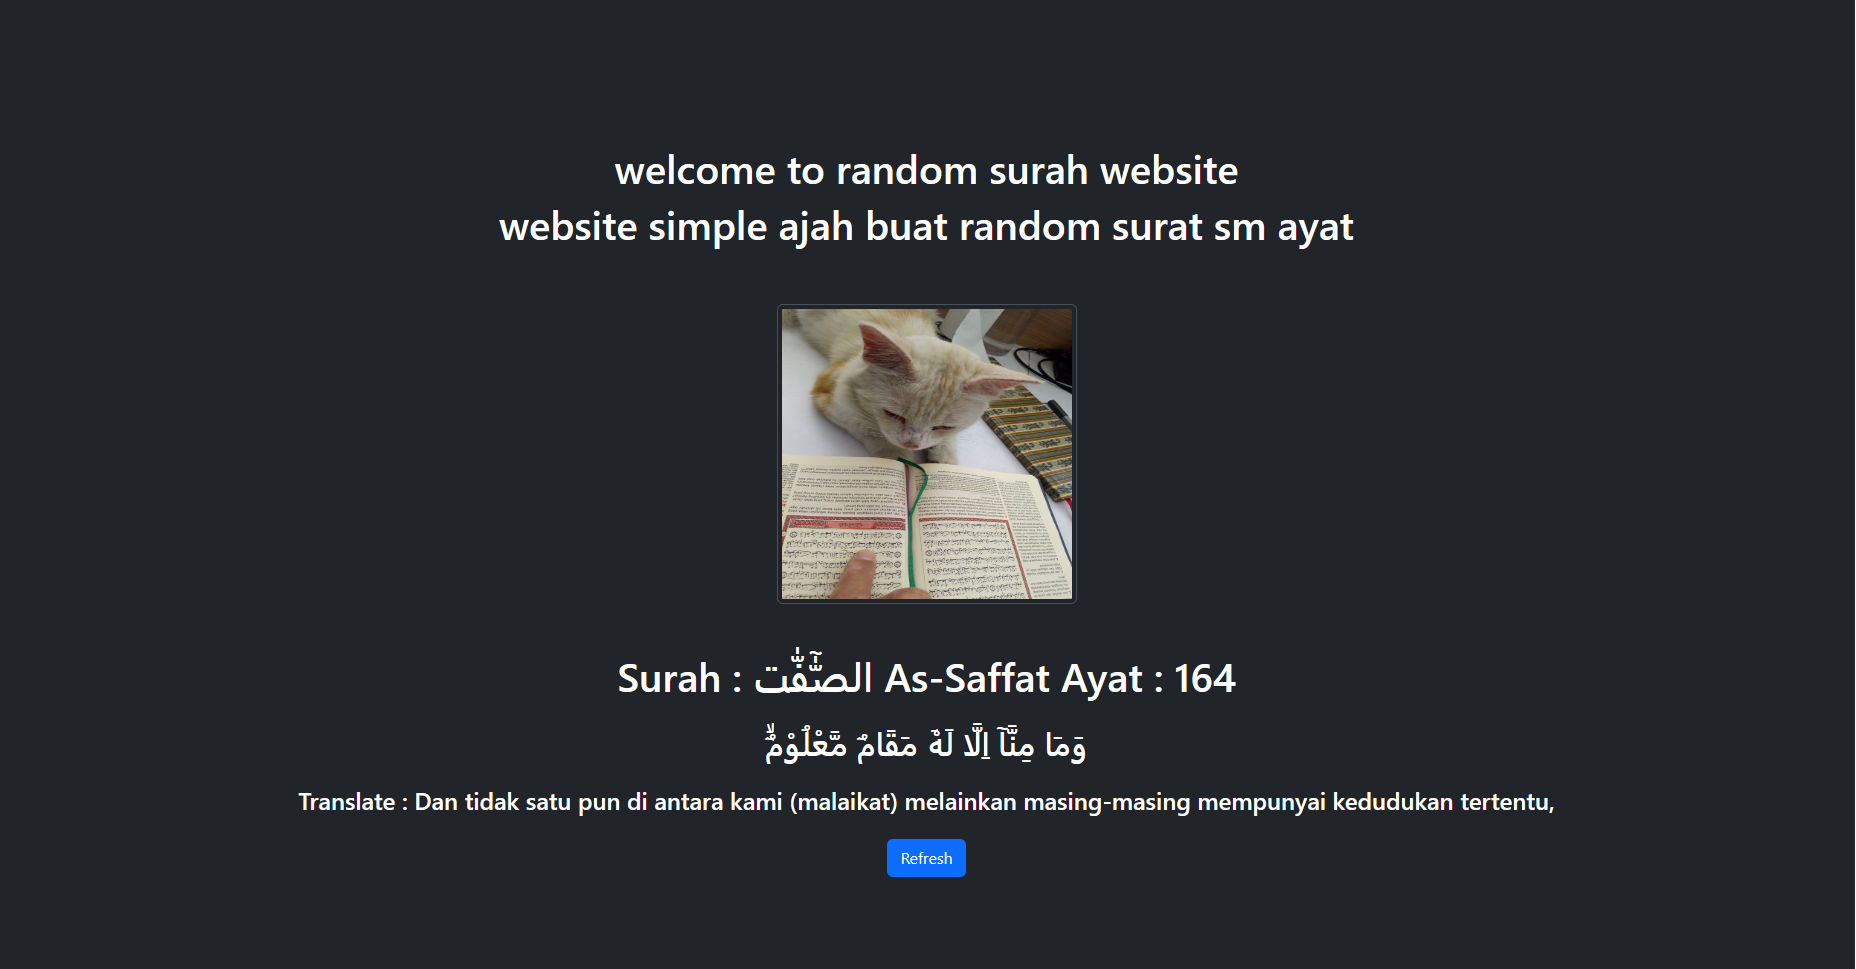 welcome to random surah website
website simple ajah buat random surat sm ayat
Surah : الصّٰۤفّٰت As-Saffat Ayat : 164
وَمَا مِنَّآ اِلَّا لَهٗ مَقَامٌ مَّعْلُوْمٌۙ
Translate : Dan tidak satu pun di antara kami (malaikat) melainkan masing-masing mempunyai kedudukan tertentu,
Refresh